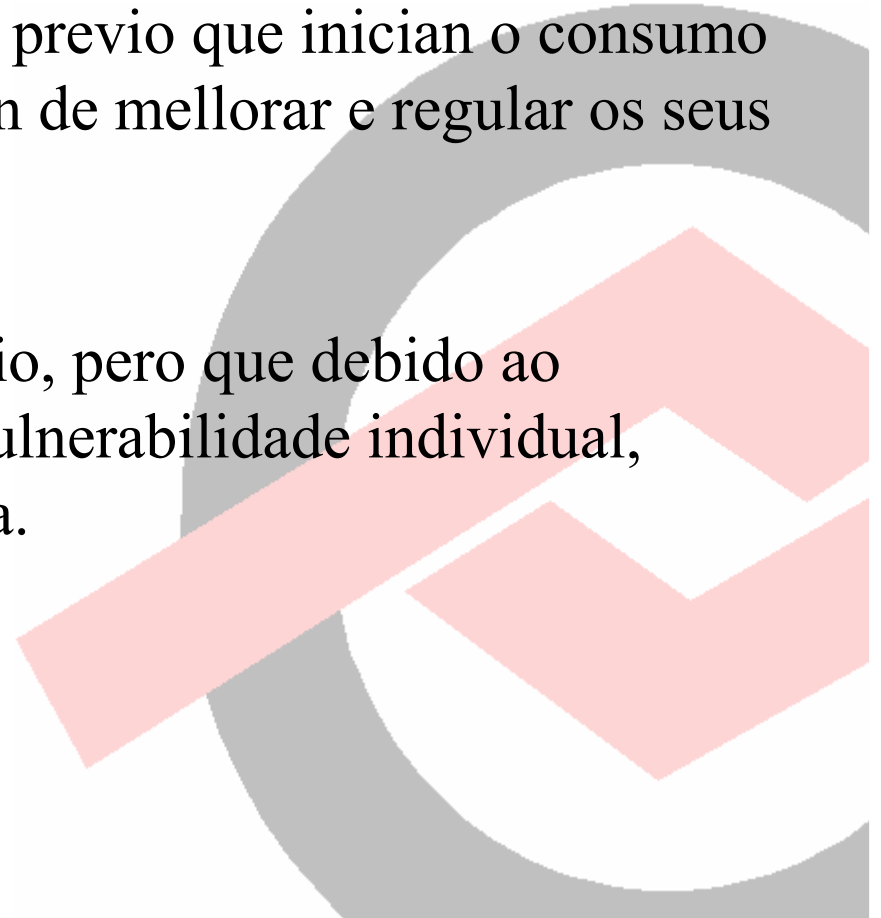 previo que inician o consumo
n de mellorar e regular os seus
io, pero que debido ao
ulnerabilidade individual,
a.